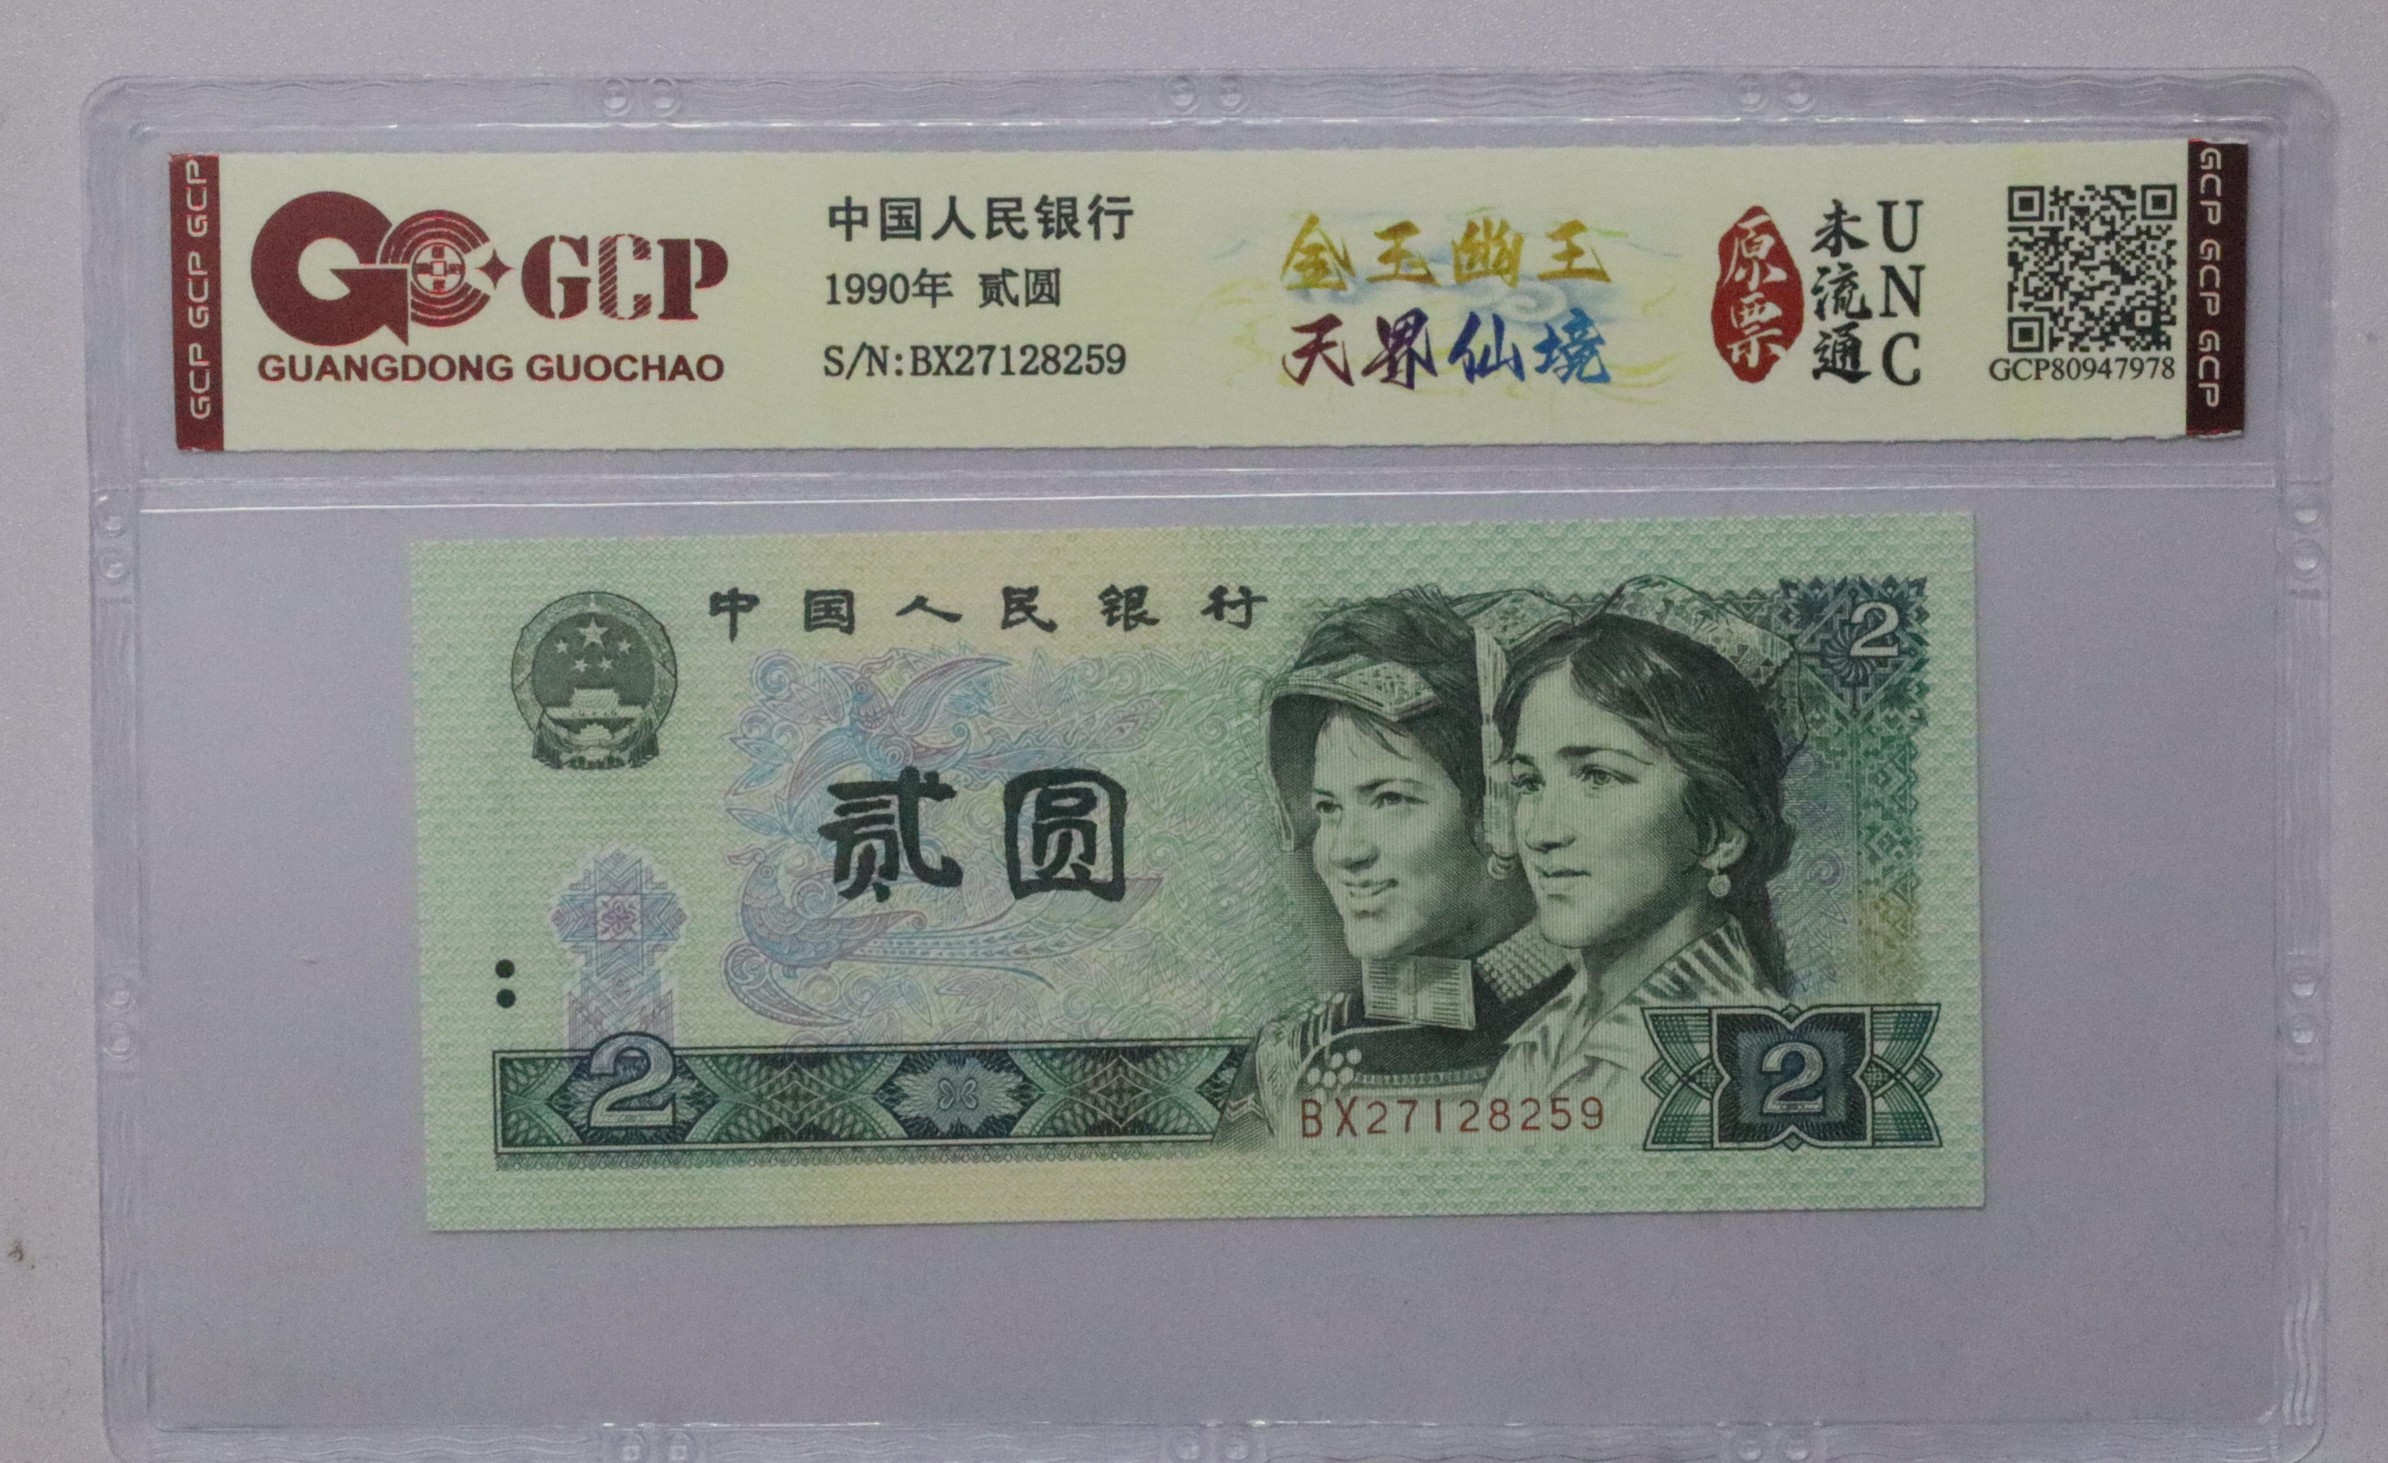 GCP GCP GCP
GCP
GUANGDONG GUOCHAO
中国人民银行
1990年 贰圆
S/N:BX27128259
金玉幽王
天界仙境
原票
未流通
UNC
GCP80947978
GCP GCP GCP
中国人民银行
2
贰圆
2
BX27128259
2